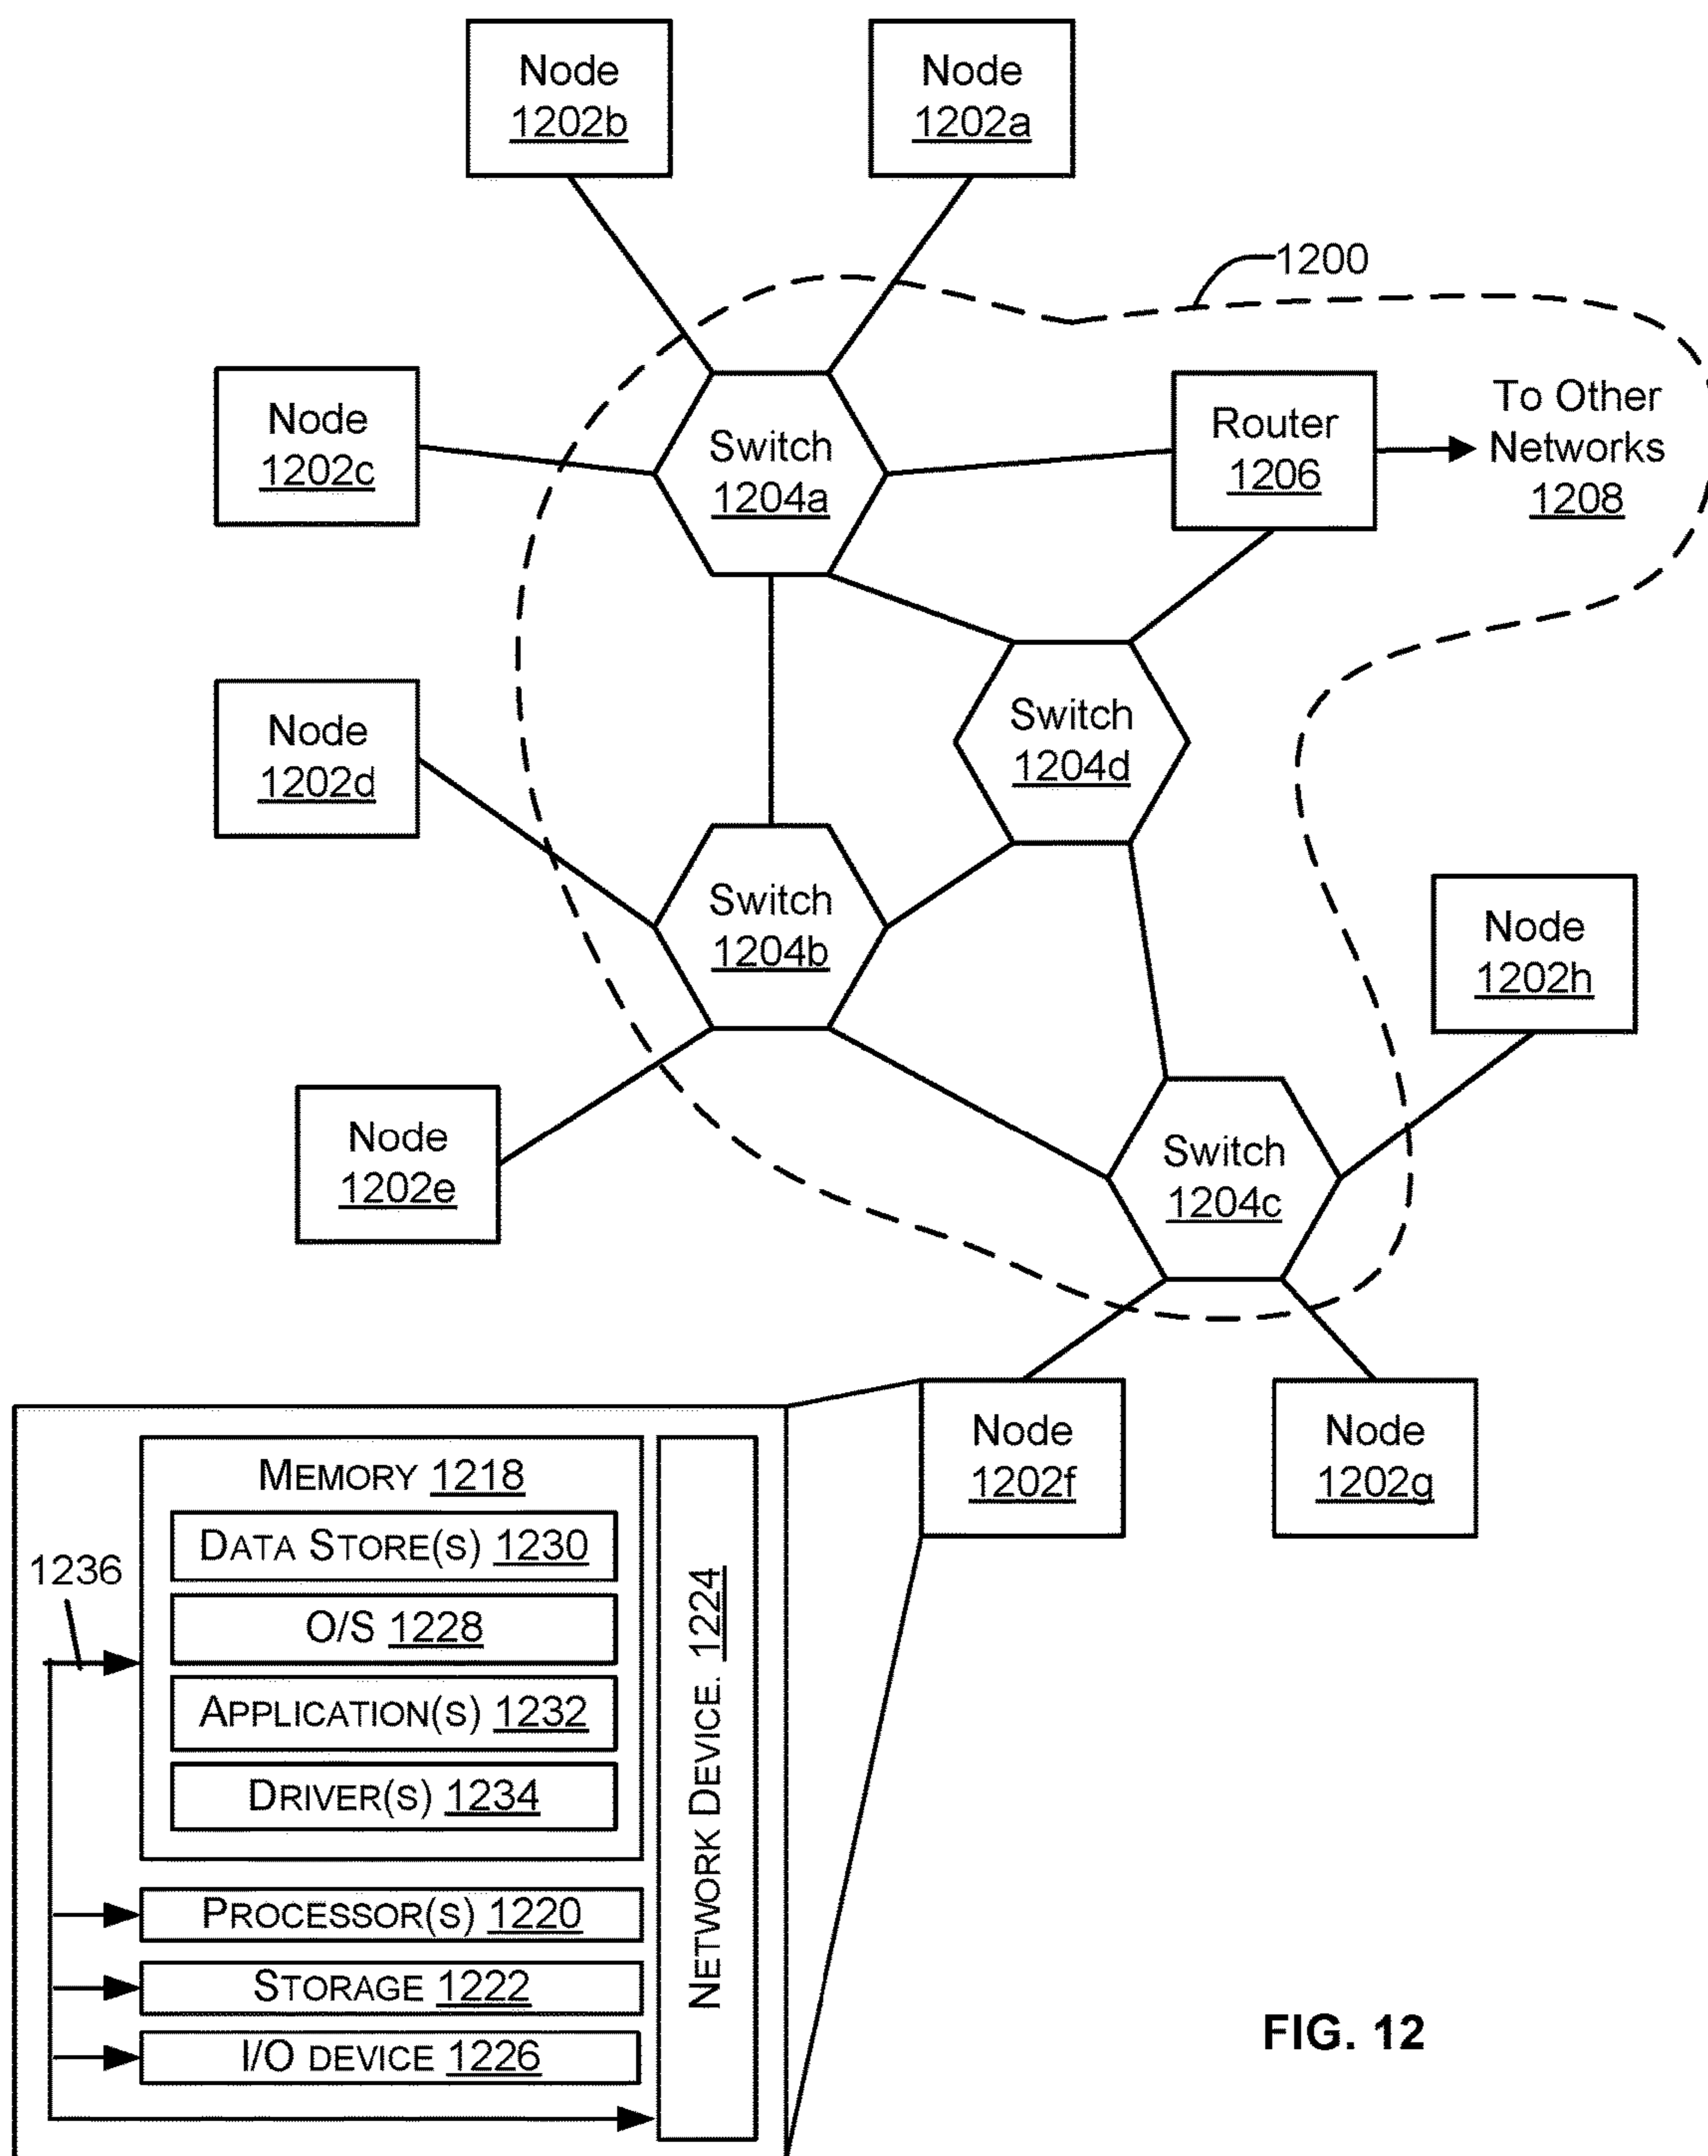 Node
1202b
Node
1202a
1200
Node
1202c
Switch
1204a
Router
1206
To Other
Networks
1208
Node
1202d
Switch
1204d
Switch
1204b
Node
1202h
Node
1202e
Switch
1204c
Node
1202f
Node
1202g
MEMORY 1218
DATA STORE(S) 1230
1236
O/S 1228
APPLICATION(S) 1232
DRIVER(S) 1234
NETWORK DEVICE. 1224
PROCESSOR(S) 1220
STORAGE 1222
I/O DEVICE 1226
FIG. 12